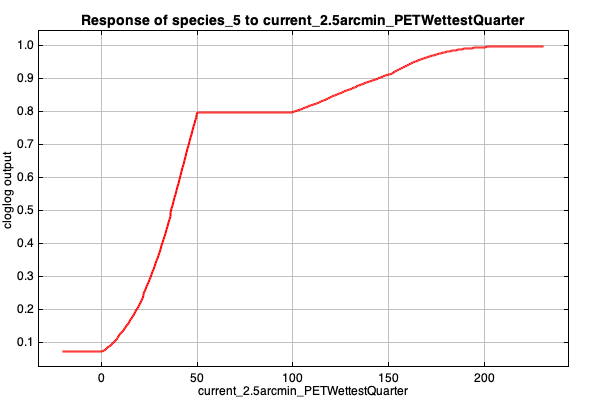 Response of species_5 to current_2.5arcmin_PETWettestQuarter
1.0
0.9
0.8
0.7
0.6
0.5
0.4
0.3
0.2
0.1
cloglog output
0 50 100 150 200
current_2.5arcmin_PETWettestQuarter